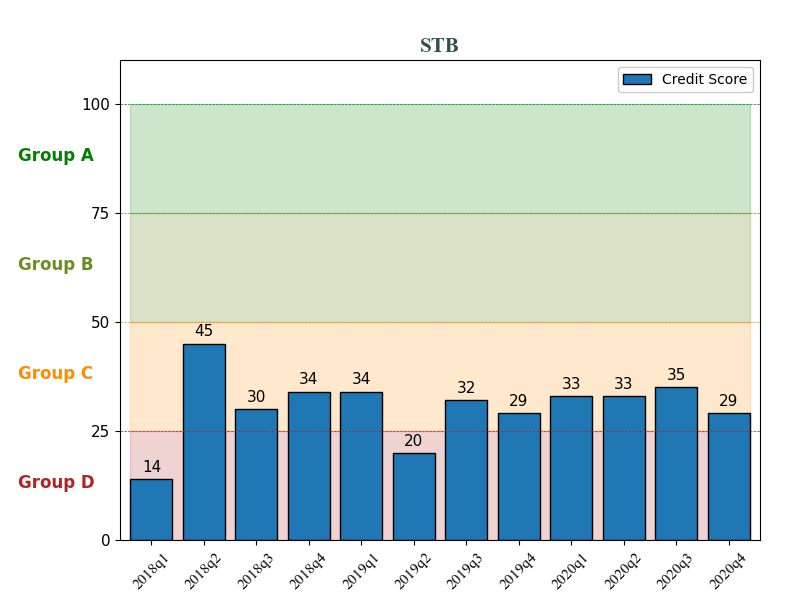 STB
Credit Score
100
Group A
75
Group B
50
45
Group C
34
34
35
33
33
32
30
29
29
25
20
14
Group D
0
2018q1
2018q2
2018q3
2018q4
2019q1
2019q2
2019q3
2019q4
2020q1
2020q2
2020q3
2020q4